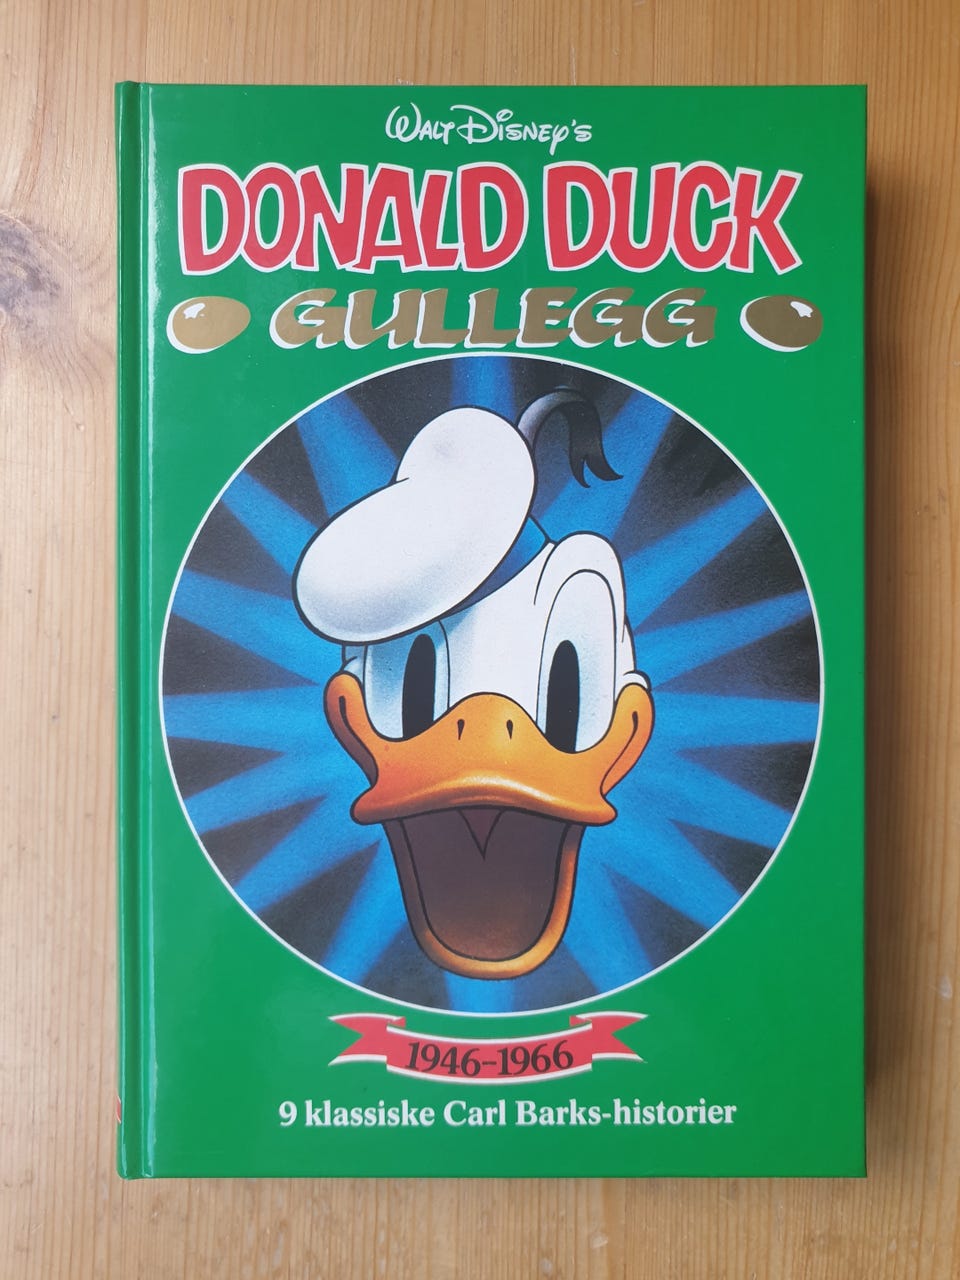 Walt Disney's
DONALD DUCK
GULLEGG
1946-1966
9 klassiske Carl Barks-historier